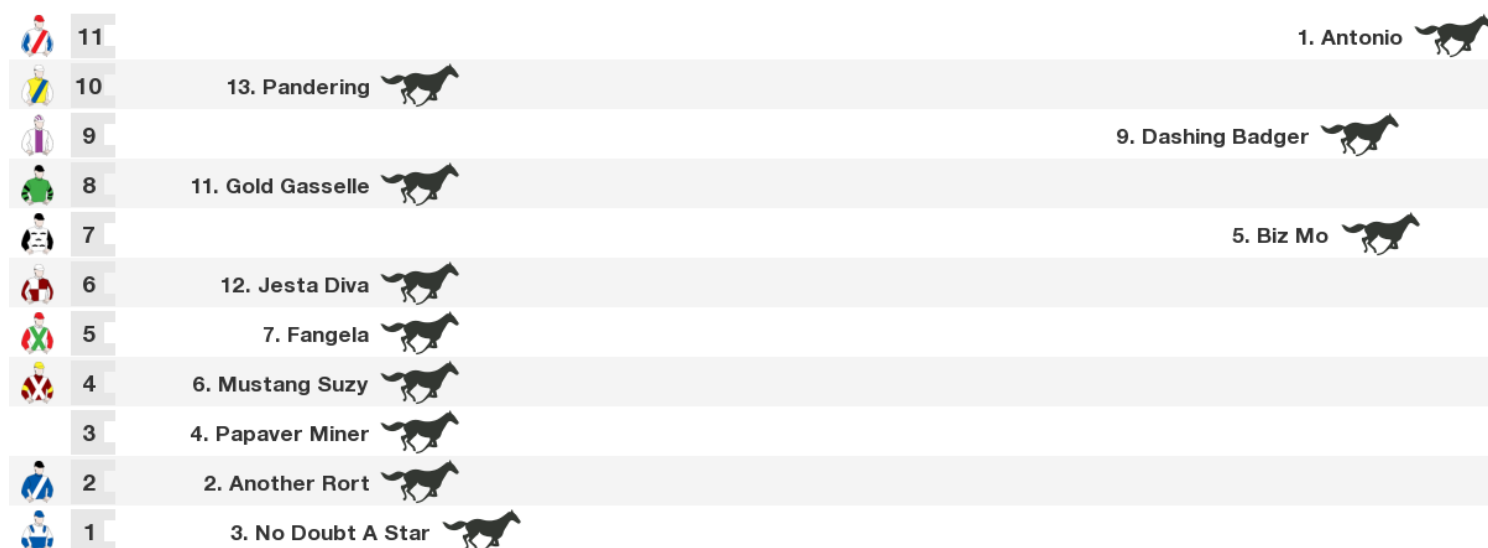 11 1. Antonio
10 13. Pandering
9 9. Dashing Badger
8 11. Gold Gasselle
7 5. Biz Mo
6 12. Jesta Diva
5 7. Fangela
4 6. Mustang Suzy
3 4. Papaver Miner
2 2. Another Rort
1 3. No Doubt A Star